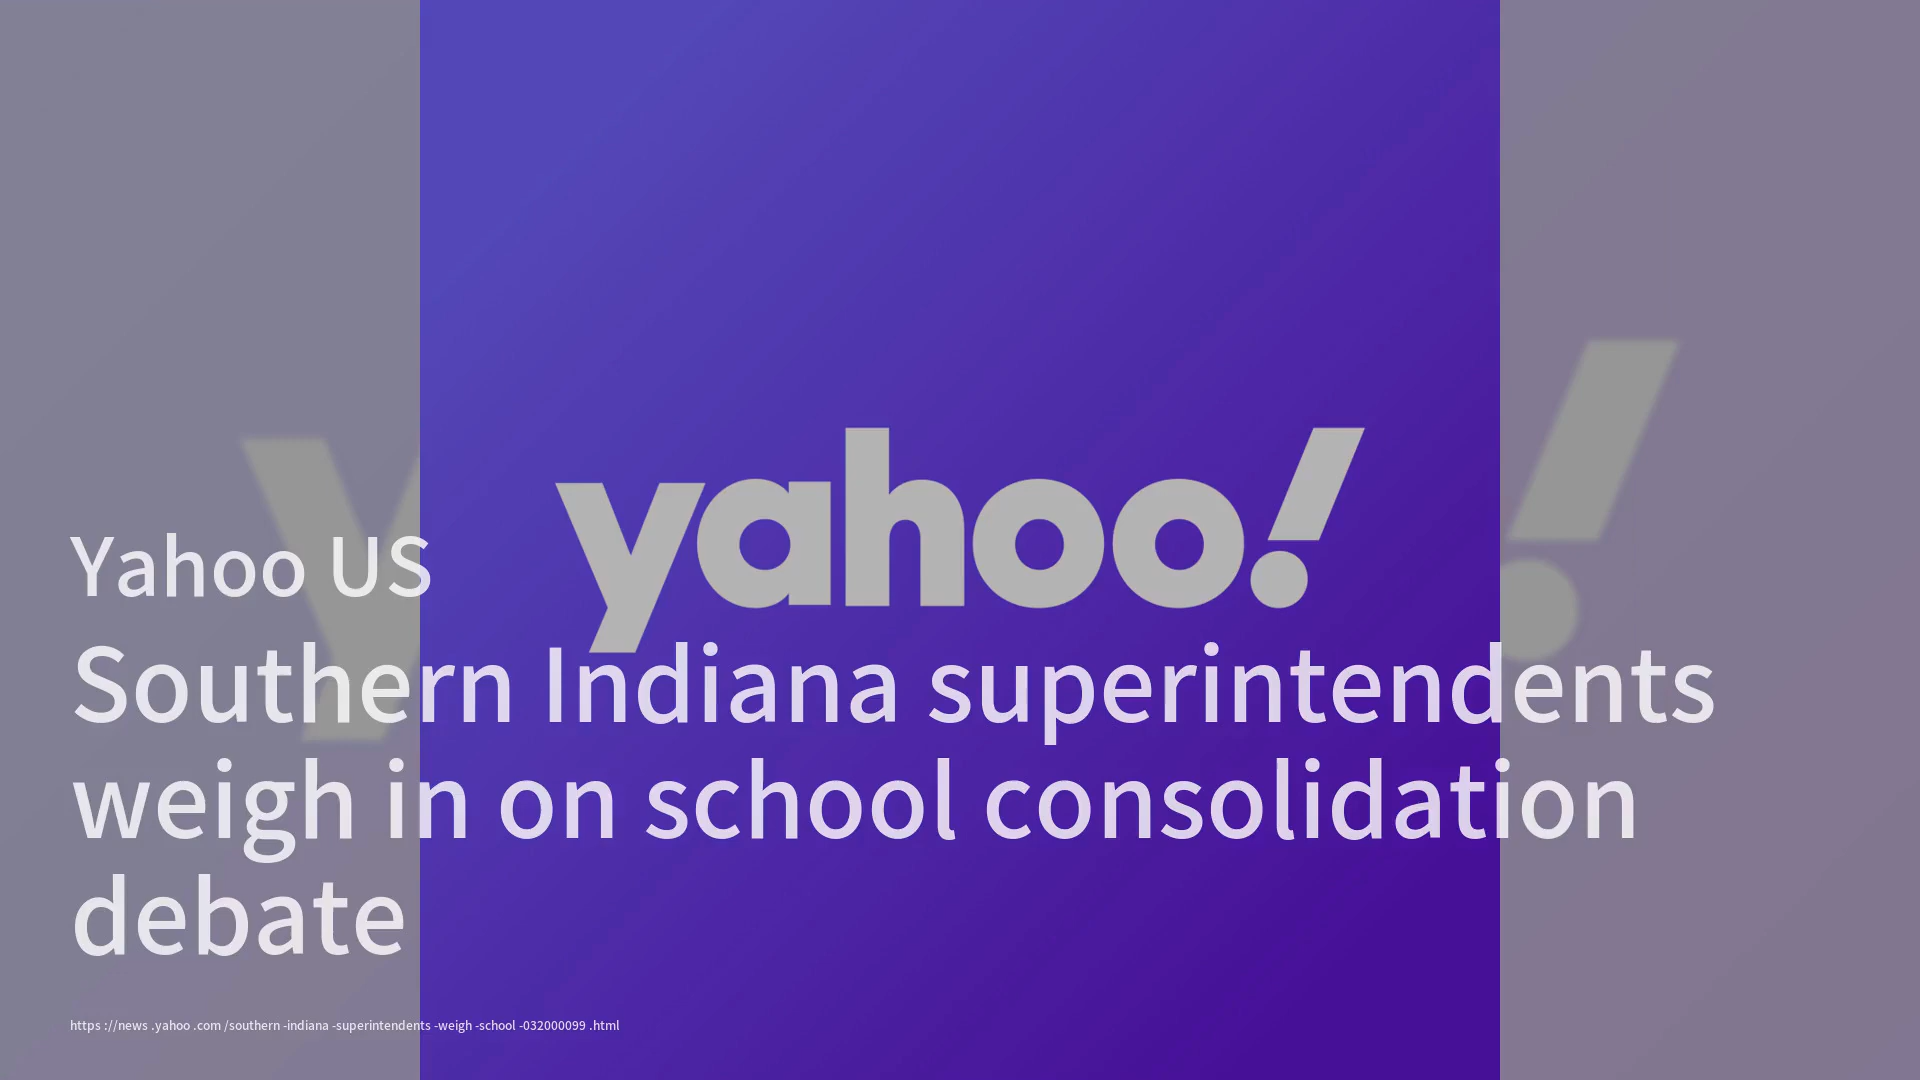 yahoo!
Yahoo US
Southern Indiana superintendents
weigh in on school consolidation
debate
https ://news .yahoo .com /southern -indiana -superintendents -weigh -school -032000099 .html